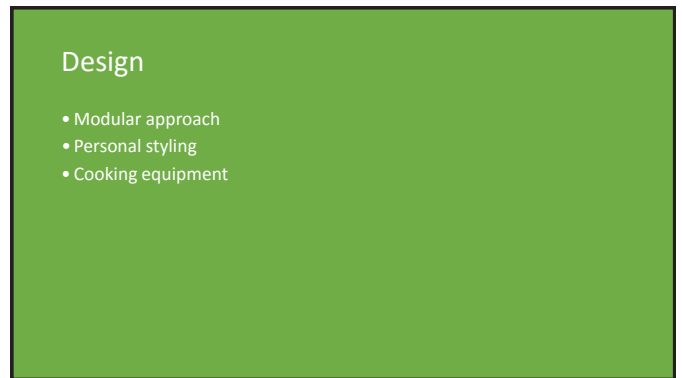 Design
• Modular approach
• Personal styling
• Cooking equipment